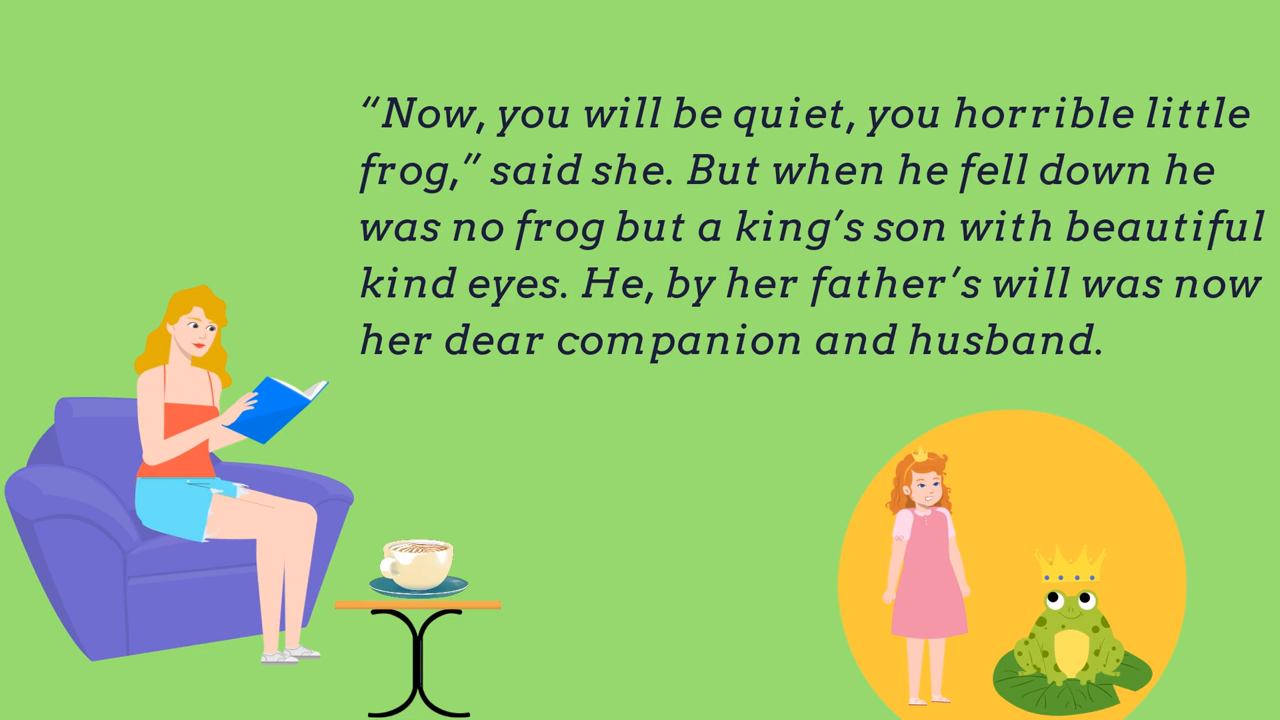 “Now, you will be quiet, you horrible little
frog,” said she. But when he fell down he
was no frog but a king’s son with beautiful
kind eyes. He, by her father’s will was now
her dear companion and husband.